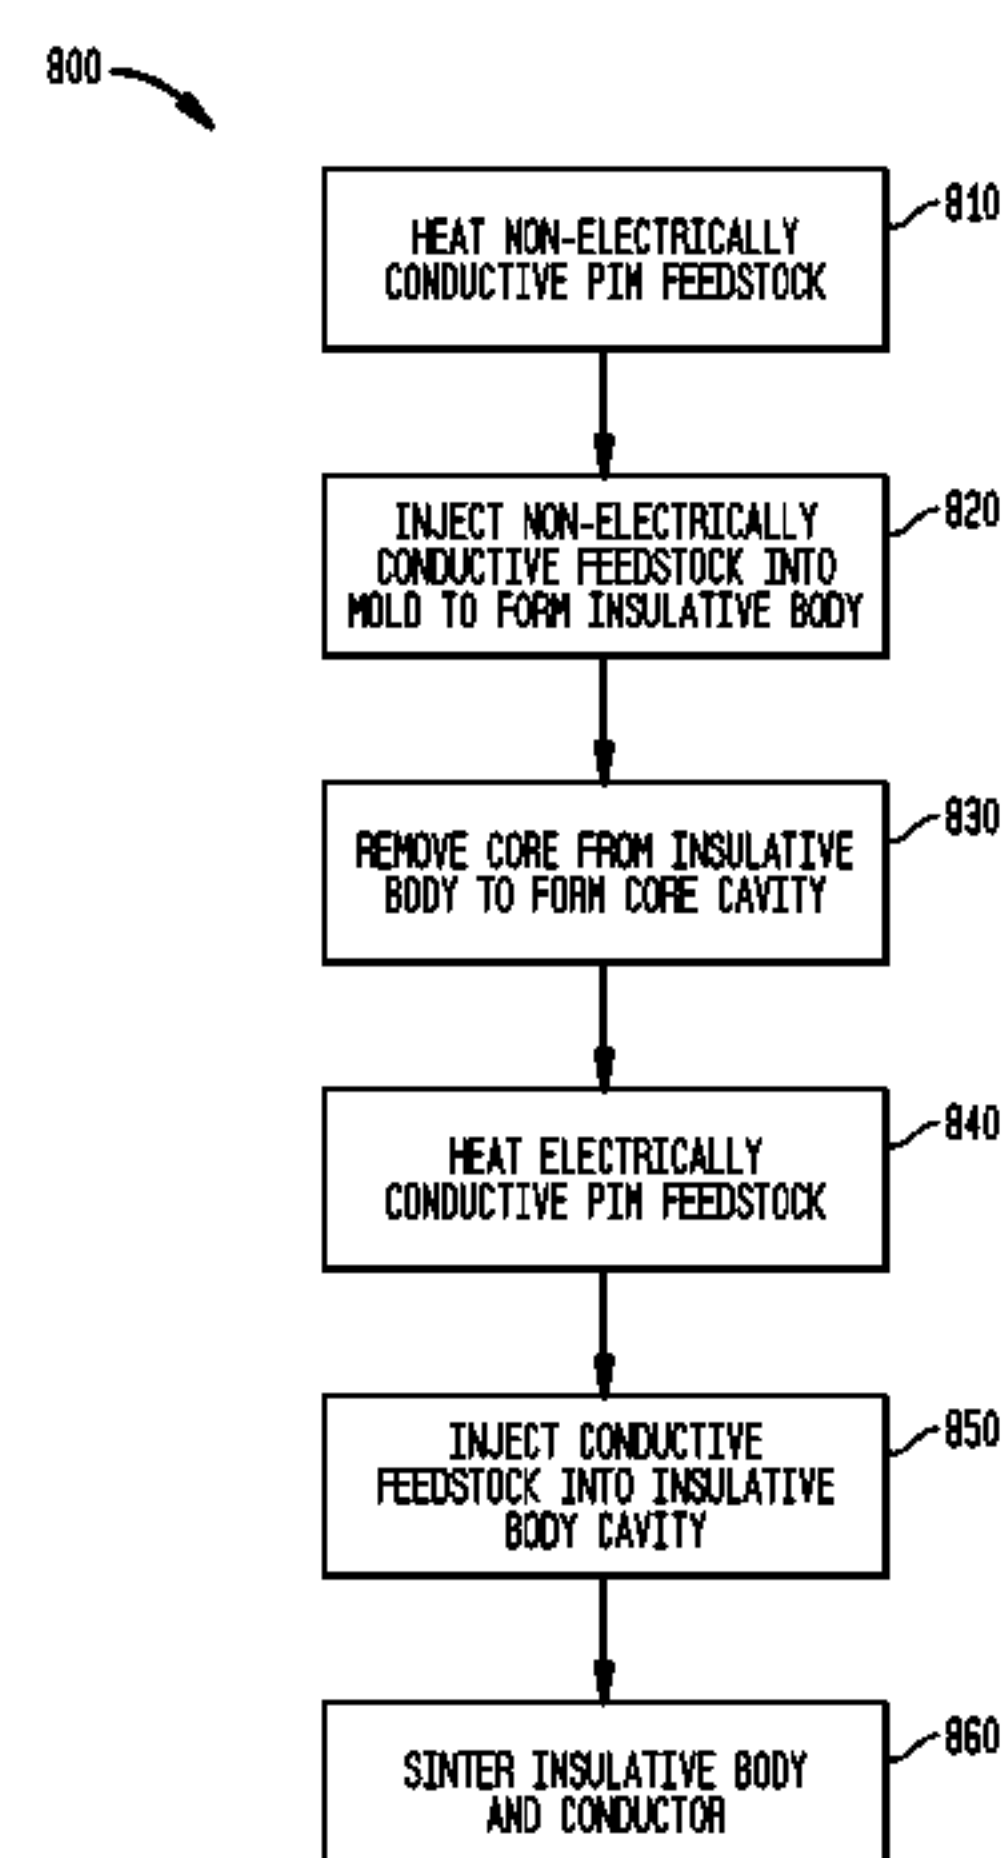 800
HEAT NON-ELECTRICALLY
CONDUCTIVE PIM FEEDSTOCK
810
INJECT NON-ELECTRICALLY
CONDUCTIVE FEEDSTOCK INTO
MOLD TO FORM INSULATIVE BODY
820
REMOVE CORE FROM INSULATIVE
BODY TO FORM CORE CAVITY
830
HEAT ELECTRICALLY
CONDUCTIVE PIM FEEDSTOCK
840
INJECT CONDUCTIVE
FEEDSTOCK INTO INSULATIVE
BODY CAVITY
850
SINTER INSULATIVE BODY
AND CONDUCTOR
860